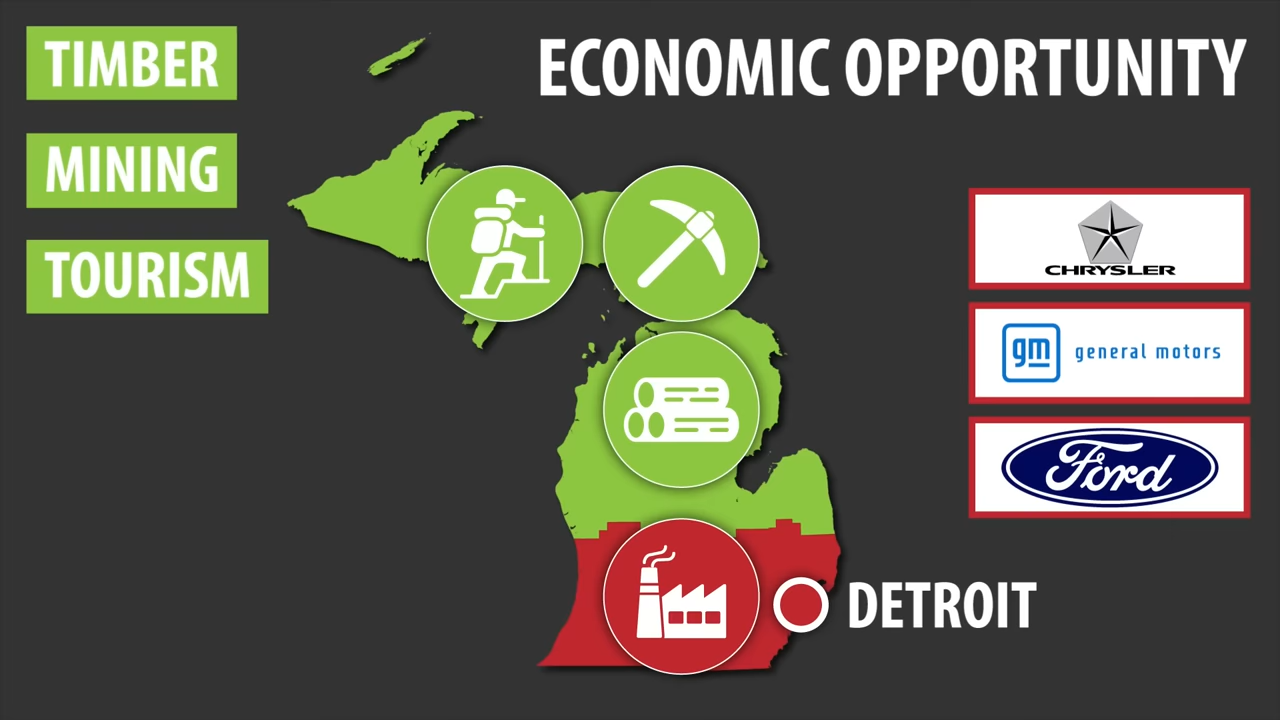 TIMBER
ECONOMIC OPPORTUNITY
MINING
TOURISM
CHRYSLER
gm general motors
Ford
DETROIT